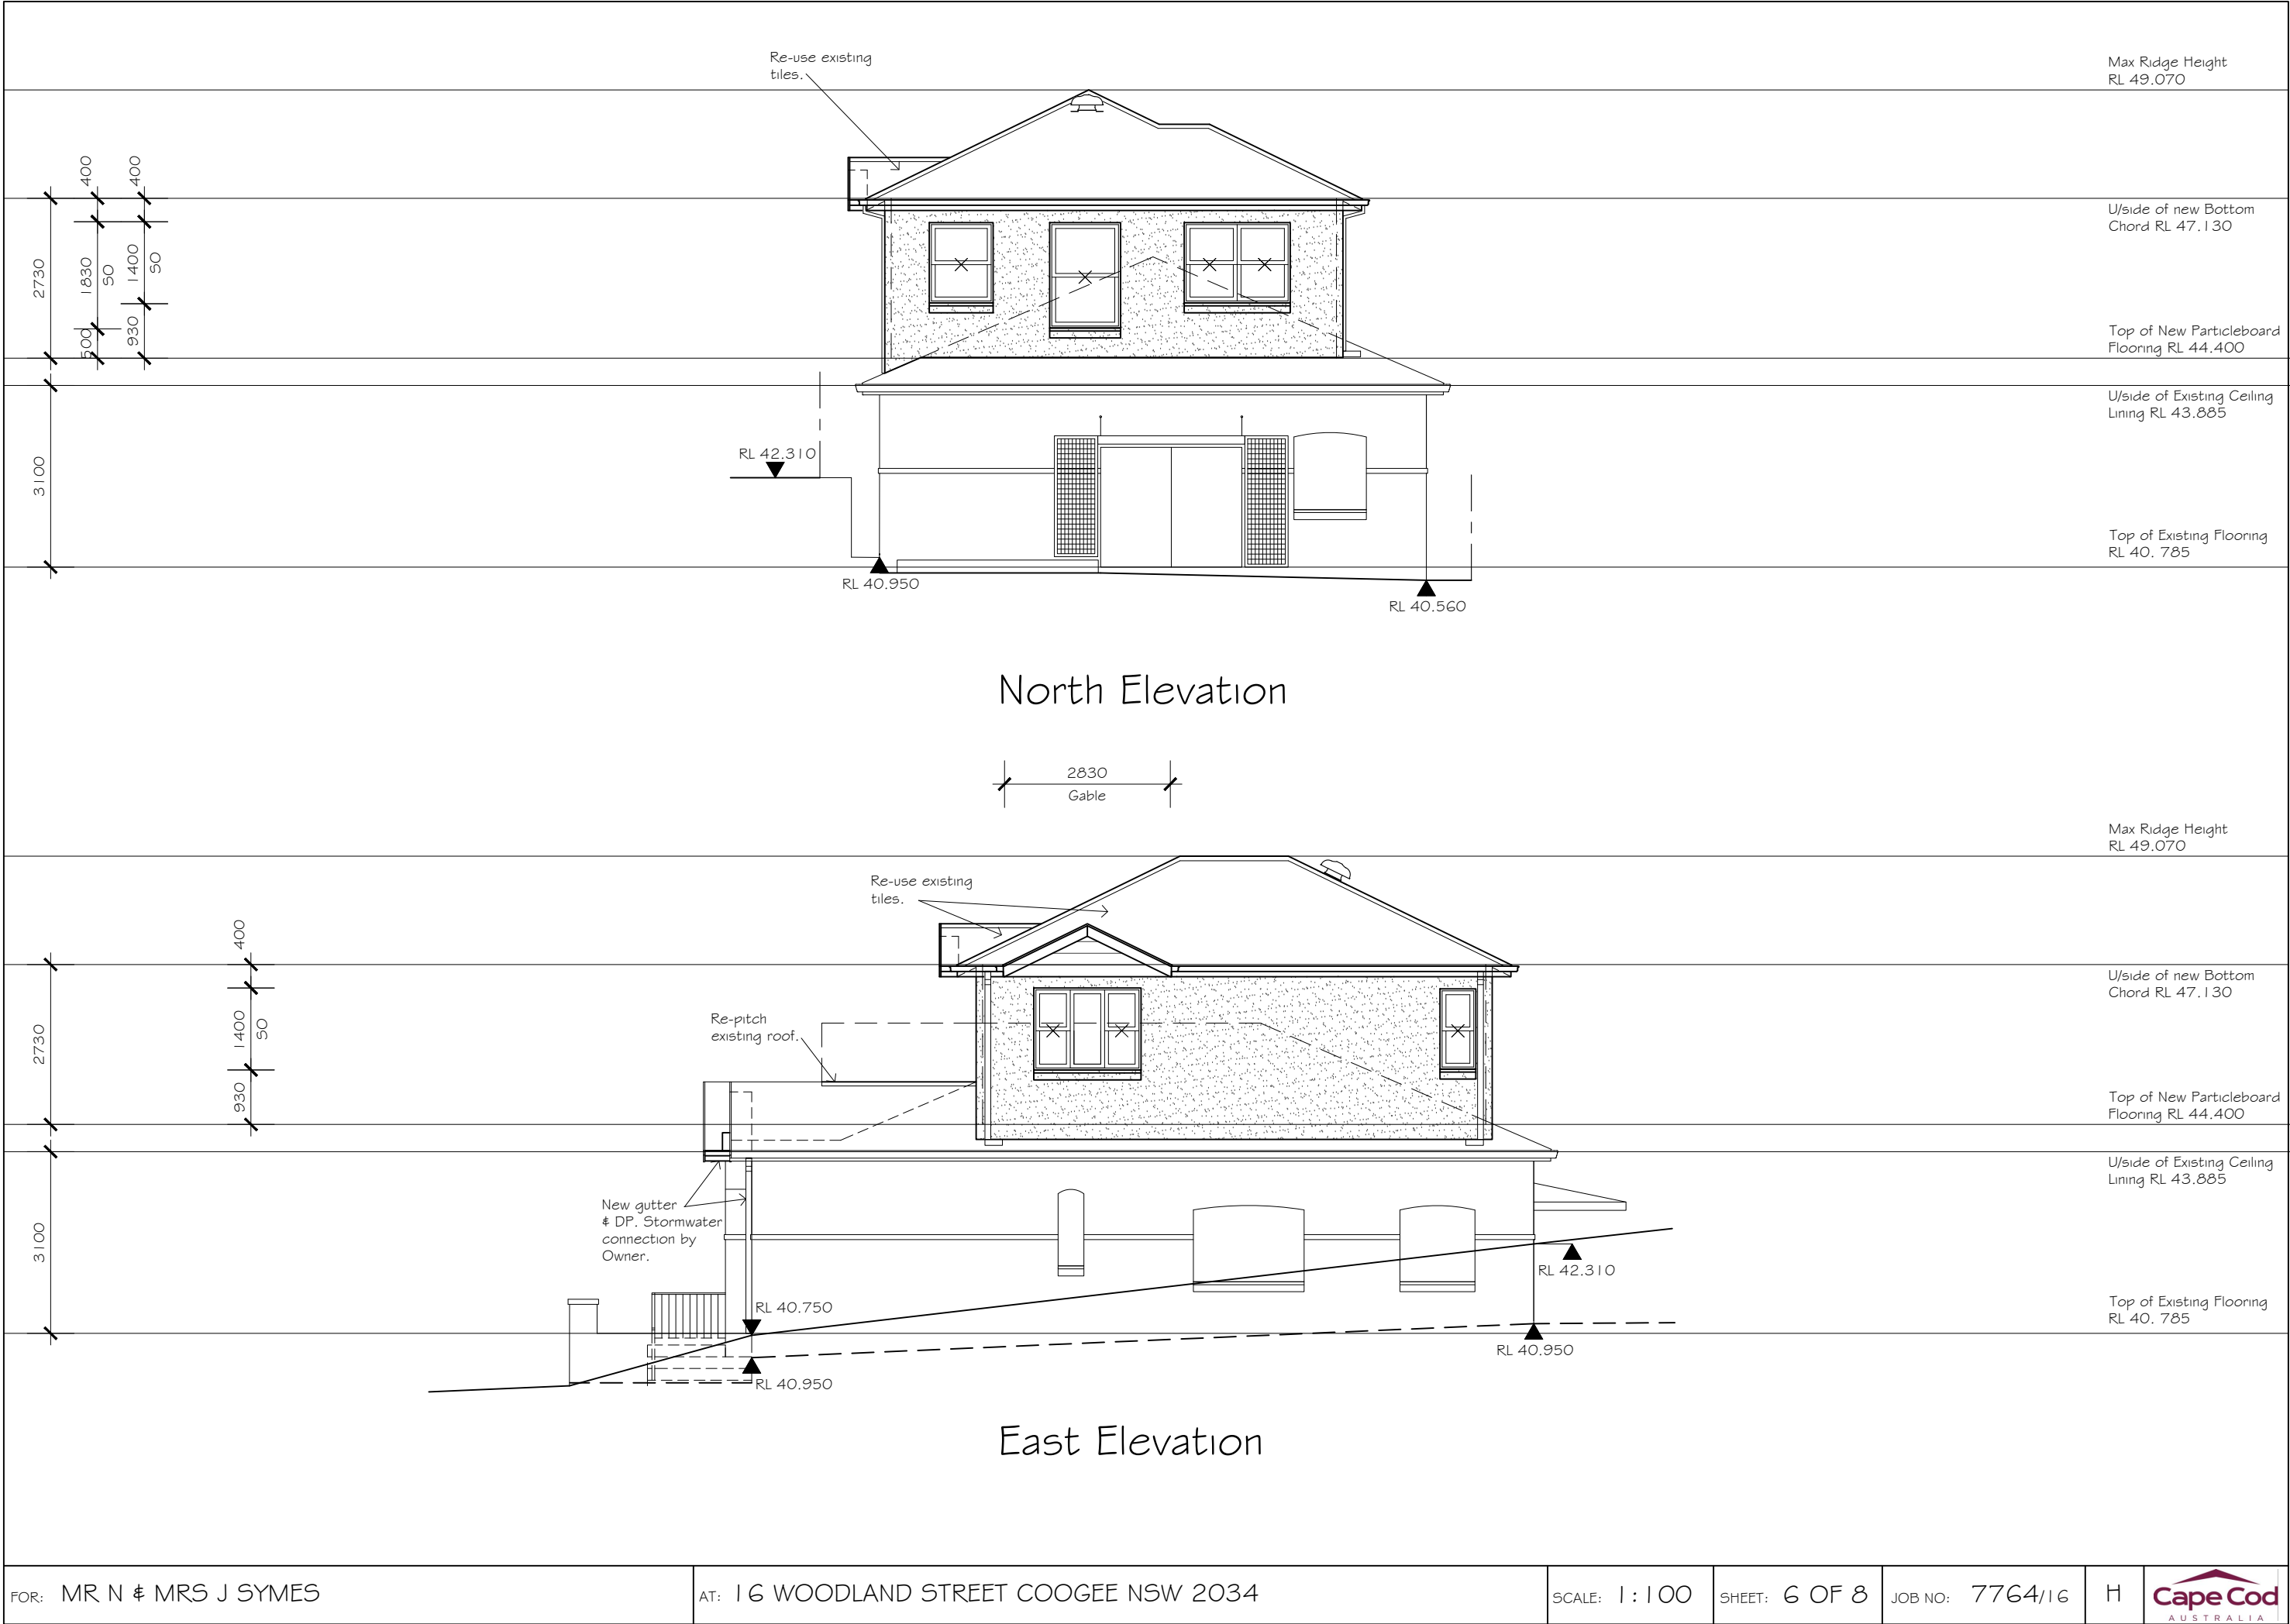 Re-use existing
tiles.
Max Ridge Height
RL 49.070
400
400
2730
1830
SO
1400
SO
500
930
U/side of new Bottom
Chord RL 47.130
Top of New Particleboard
Flooring RL 44.400
U/side of Existing Ceiling
Lining RL 43.885
3100
RL 42.310
Top of Existing Flooring
RL 40. 785
RL 40.950
RL 40.560
North Elevation
2830
Gable
Max Ridge Height
RL 49.070
Re-use existing
tiles.
400
2730
1400
SO
930
U/side of new Bottom
Chord RL 47.130
Re-pitch
existing roof.
Top of New Particleboard
Flooring RL 44.400
U/side of Existing Ceiling
Lining RL 43.885
3100
New gutter
& DP. Stormwater
connection by
Owner.
RL 42.310
RL 40.750
Top of Existing Flooring
RL 40. 785
RL 40.950
RL 40.950
East Elevation
FOR: MR N & MRS J SYMES
AT: 16 WOODLAND STREET COOGEE NSW 2034
SCALE: 1:100
SHEET: 6 OF 8
JOB NO: 7764/16
H
Cape Cod
AUSTRALIA